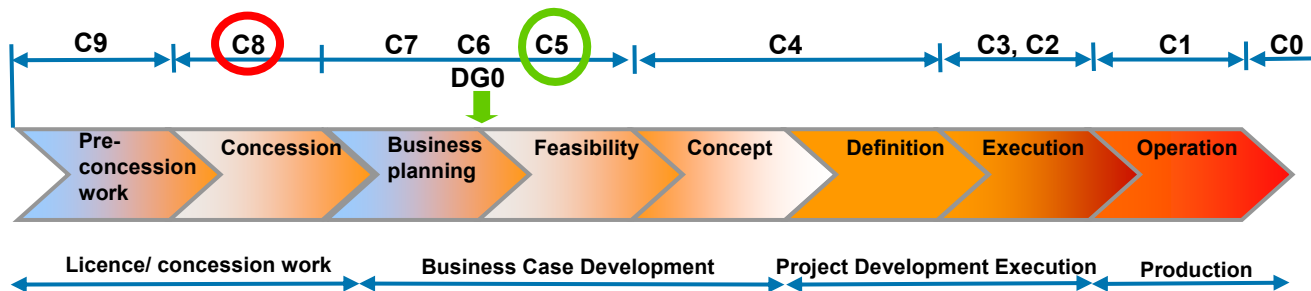 C9 C8 C7 C6 C5 C4 C3, C2 C1 C0
DG0
Pre-
concession
work
Concession
Business
planning
Feasibility
Concept
Definition
Execution
Operation
Licence/ concession work
Business Case Development
Project Development Execution
Production